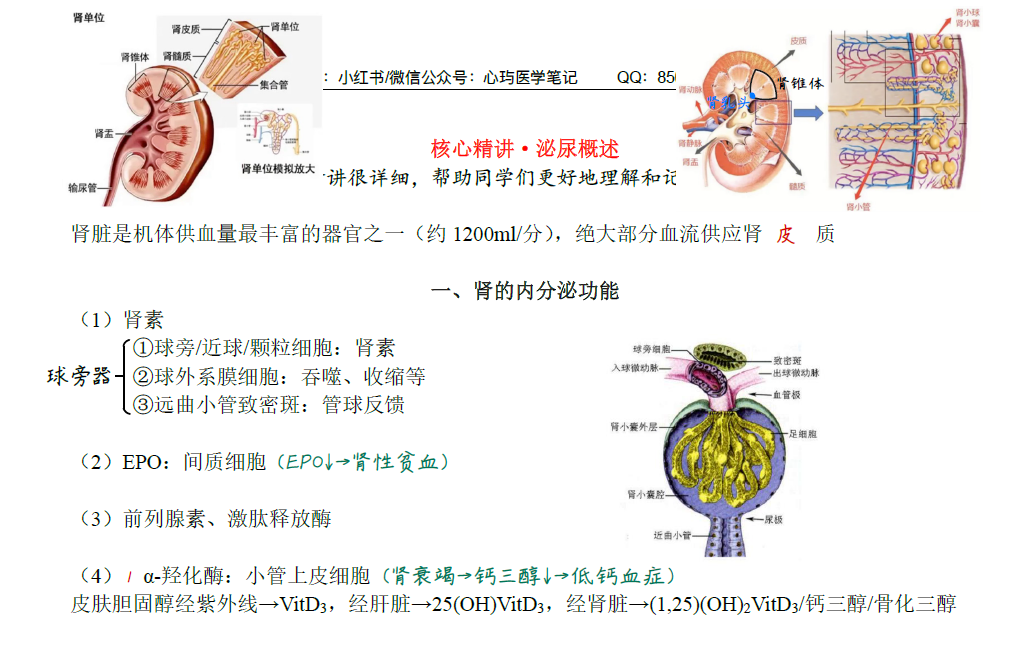 肾单位
肾皮质
肾单位
肾锥体
肾髓质
集合管
肾盂
肾单位模拟放大
输尿管
：小红书/微信公众号：心玙医学笔记 QQ：850
皮质
肾锥体
肾动脉
肾乳头
肾静脉
肾盂
髓质
肾小球
肾小囊
肾小管
核心精讲·泌尿概述
讲很详细，帮助同学们更好地理解和记
肾脏是机体供血量最丰富的器官之一（约 1200ml/分），绝大部分血流供应肾 皮 质
一、肾的内分泌功能
（1）肾素
球旁器
①球旁/近球/颗粒细胞：肾素
②球外系膜细胞：吞噬、收缩等
③远曲小管致密斑：管球反馈
（2）EPO：间质细胞（EPO↓→肾性贫血）
（3）前列腺素、激肽释放酶
（4）1 α-羟化酶：小管上皮细胞（肾衰竭→钙三醇↓→低钙血症）
皮肤胆固醇经紫外线→VitD₃，经肝脏→25(OH)VitD₃，经肾脏→(1,25)(OH)₂VitD₃/钙三醇/骨化三醇
球旁细胞
致密斑
入球微动脉
出球微动脉
血管极
肾小囊外层
足细胞
肾小囊腔
尿极
近曲小管